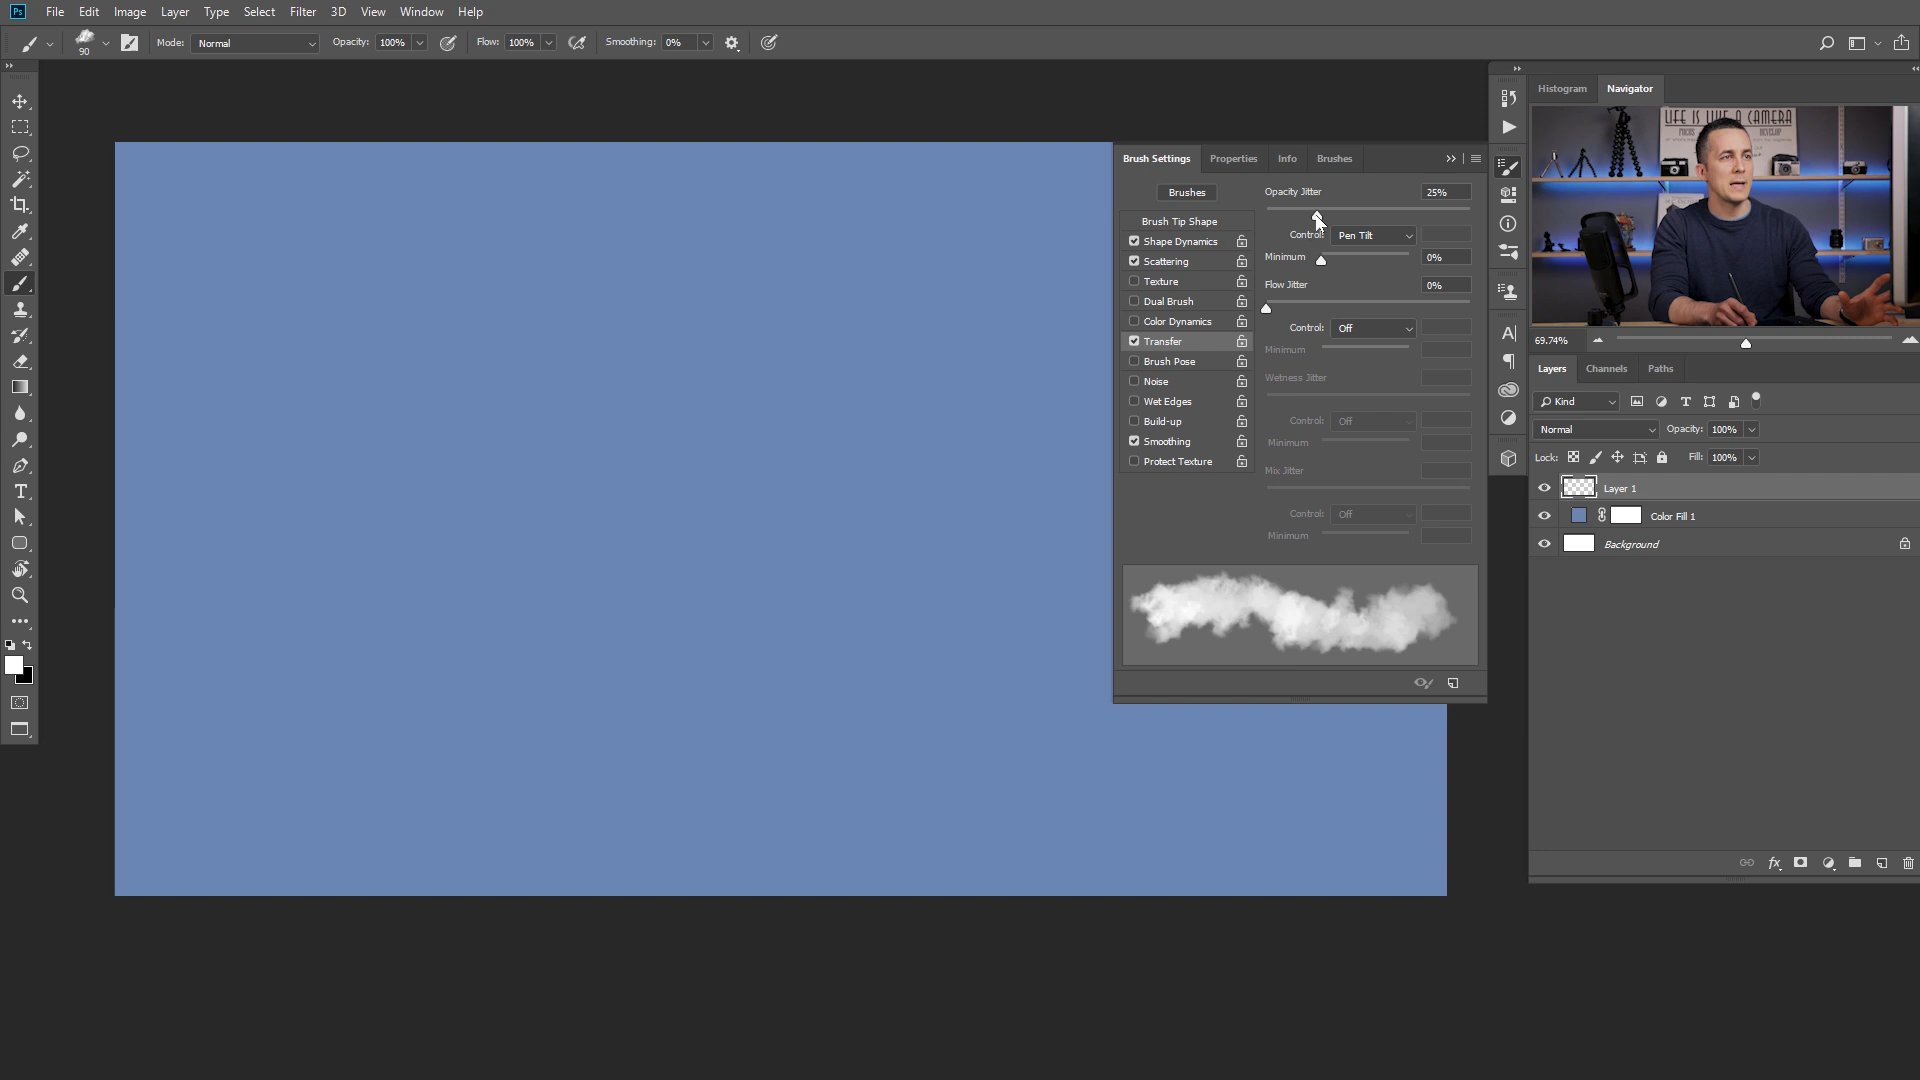 Ps File Edit Image Layer Type Select Filter 3D View Window Help
90 Mode: Normal Opacity: 100% Flow: 100% Smoothing: 0%
Histogram Navigator
LIFE IS LIKE A CAMERA
FOCUS DEVELOP
69.74%
Brush Settings Properties Info Brushes
Brushes
Brush Tip Shape
Shape Dynamics
Scattering
Texture
Dual Brush
Color Dynamics
Transfer
Brush Pose
Noise
Wet Edges
Build-up
Smoothing
Protect Texture
Opacity Jitter 25%
Control: Pen Tilt
Minimum 0%
Flow Jitter 0%
Control: Off
Minimum
Wetness Jitter
Control: Off
Minimum
Mix Jitter
Control: Off
Minimum
Layers Channels Paths
Kind
Normal Opacity: 100%
Lock: Fill: 100%
Layer 1
Color Fill 1
Background